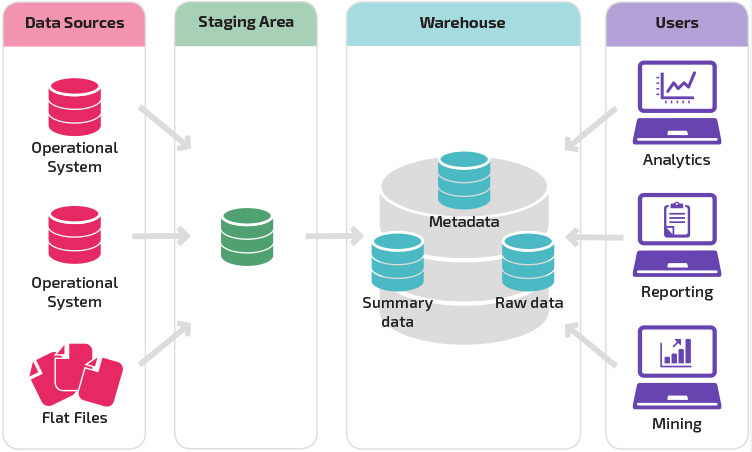 Data Sources
Staging Area
Warehouse
Users
Operational
System
Operational
System
Flat Files
Metadata
Summary
data
Raw data
Analytics
Reporting
Mining